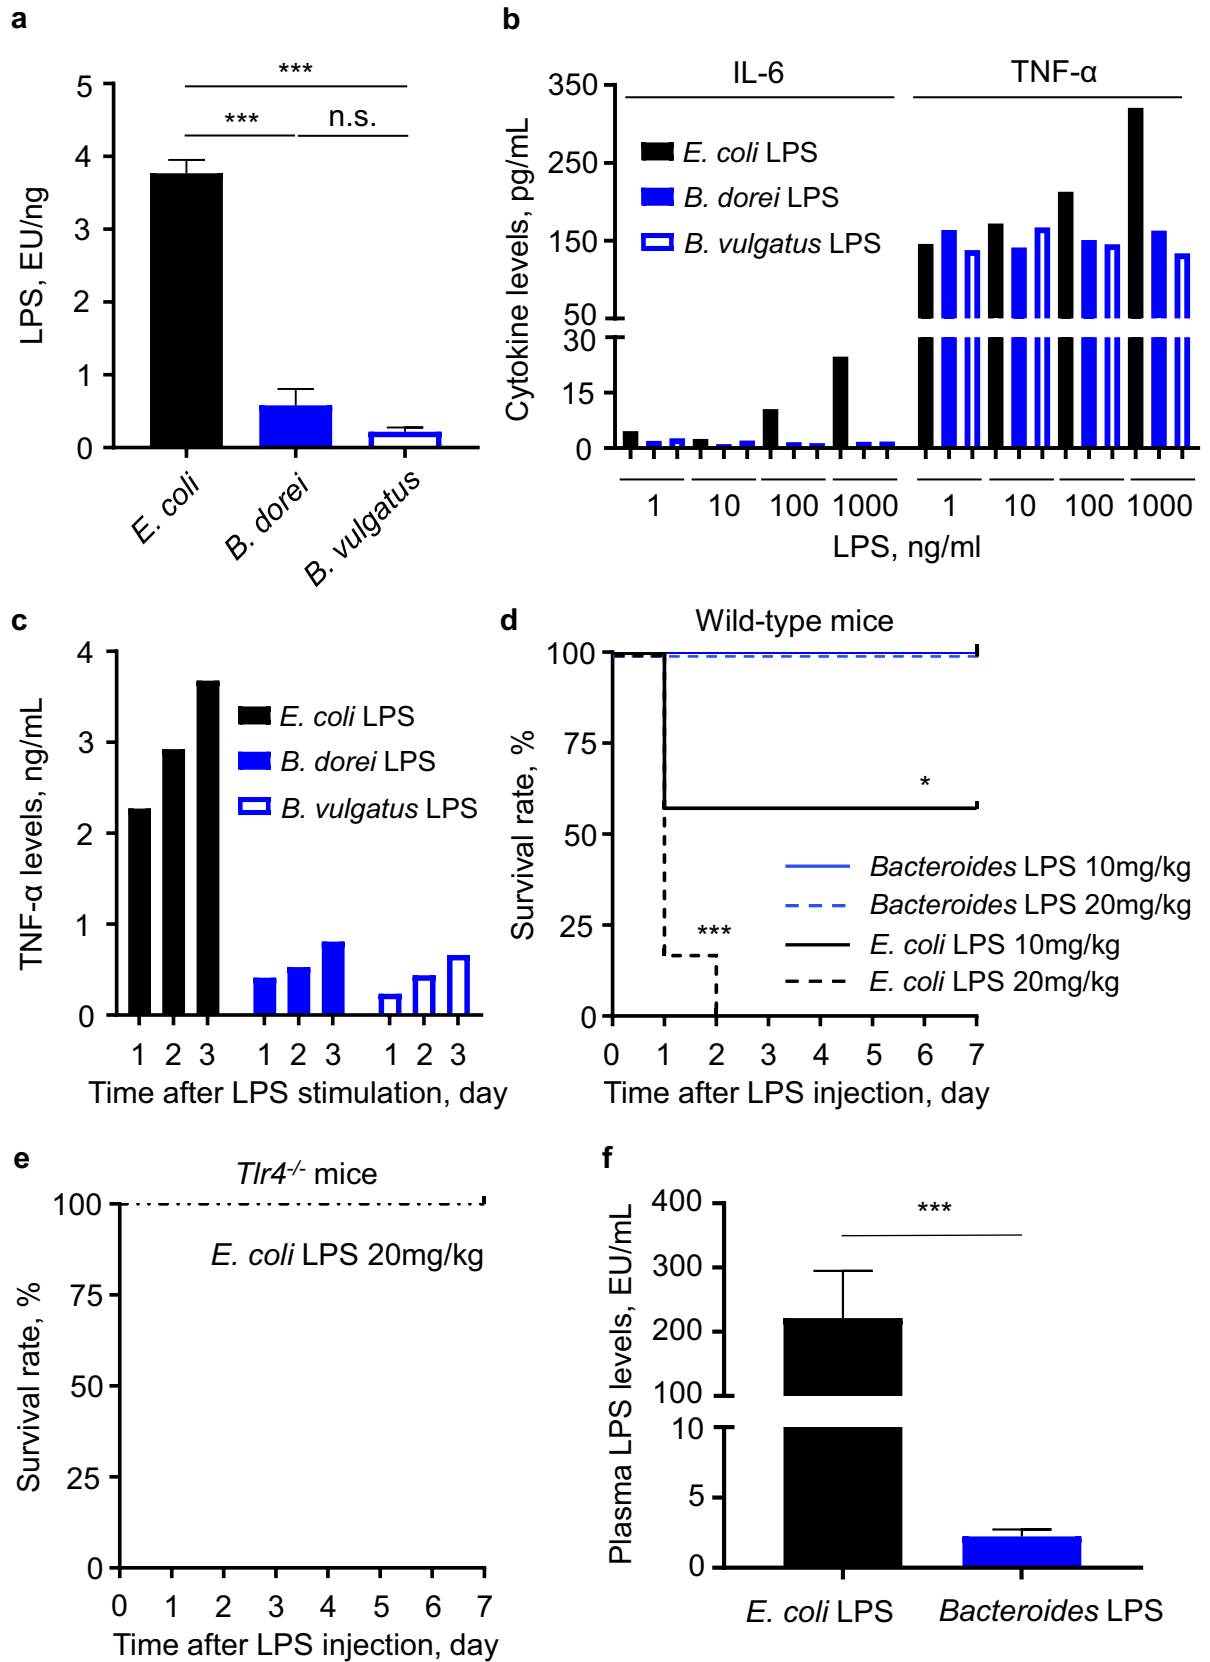 a
***
***
n.s.
5
4
3
2
1
0
LPS, EU/ng
E. coli
B. dorei
B. vulgatus
b
IL-6
TNF-α
350
250
150
50
30
15
0
Cytokine levels, pg/mL
E. coli LPS
B. dorei LPS
B. vulgatus LPS
1 10 100 1000 1 10 100 1000
LPS, ng/ml
c
4
3
2
1
0
TNF-α levels, ng/mL
E. coli LPS
B. dorei LPS
B. vulgatus LPS
1 2 3 1 2 3 1 2 3
Time after LPS stimulation, day
d
Wild-type mice
100
75
50
25
0
Survival rate, %
*
***
Bacteroides LPS 10mg/kg
Bacteroides LPS 20mg/kg
E. coli LPS 10mg/kg
E. coli LPS 20mg/kg
0 1 2 3 4 5 6 7
Time after LPS injection, day
e
Tlr4-/- mice
100
75
50
25
0
Survival rate, %
E. coli LPS 20mg/kg
0 1 2 3 4 5 6 7
Time after LPS injection, day
f
400
300
200
100
10
5
0
Plasma LPS levels, EU/mL
***
E. coli LPS
Bacteroides LPS